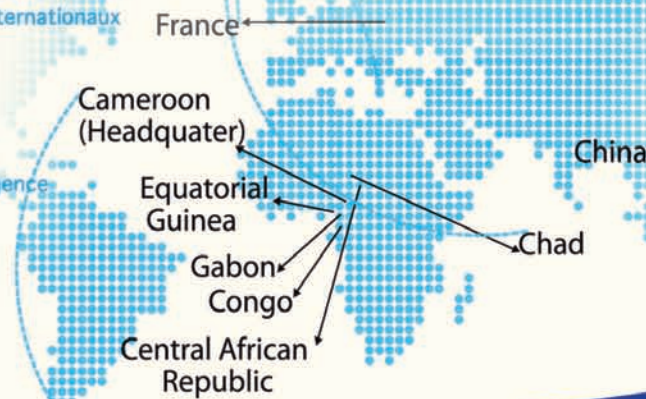 ternationaux
France
Cameroon
(Headquater)
China
ence
Equatorial
Guinea
Chad
Gabon
Congo
Central African
Republic